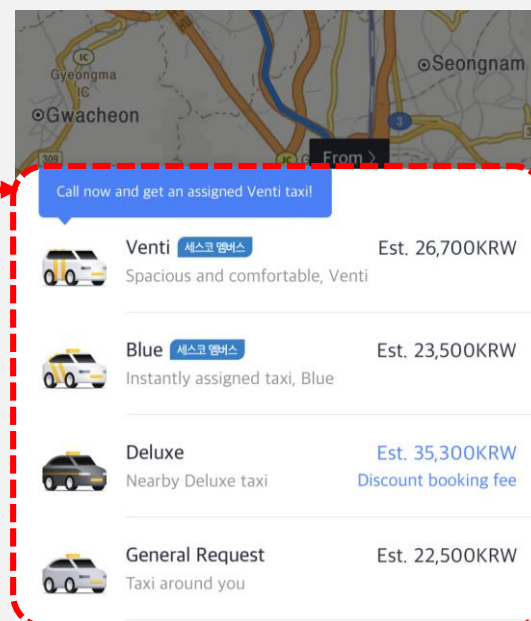 IC
Gyeongma
IC
⊙Seongnam
⊙Gwacheon
3
309
IC
From >
Call now and get an assigned Venti taxi!
Venti 세스코 멤버스 Est. 26,700KRW
Spacious and comfortable, Venti
Blue 세스코 멤버스 Est. 23,500KRW
Instantly assigned taxi, Blue
Deluxe Est. 35,300KRW
Nearby Deluxe taxi Discount booking fee
General Request Est. 22,500KRW
Taxi around you